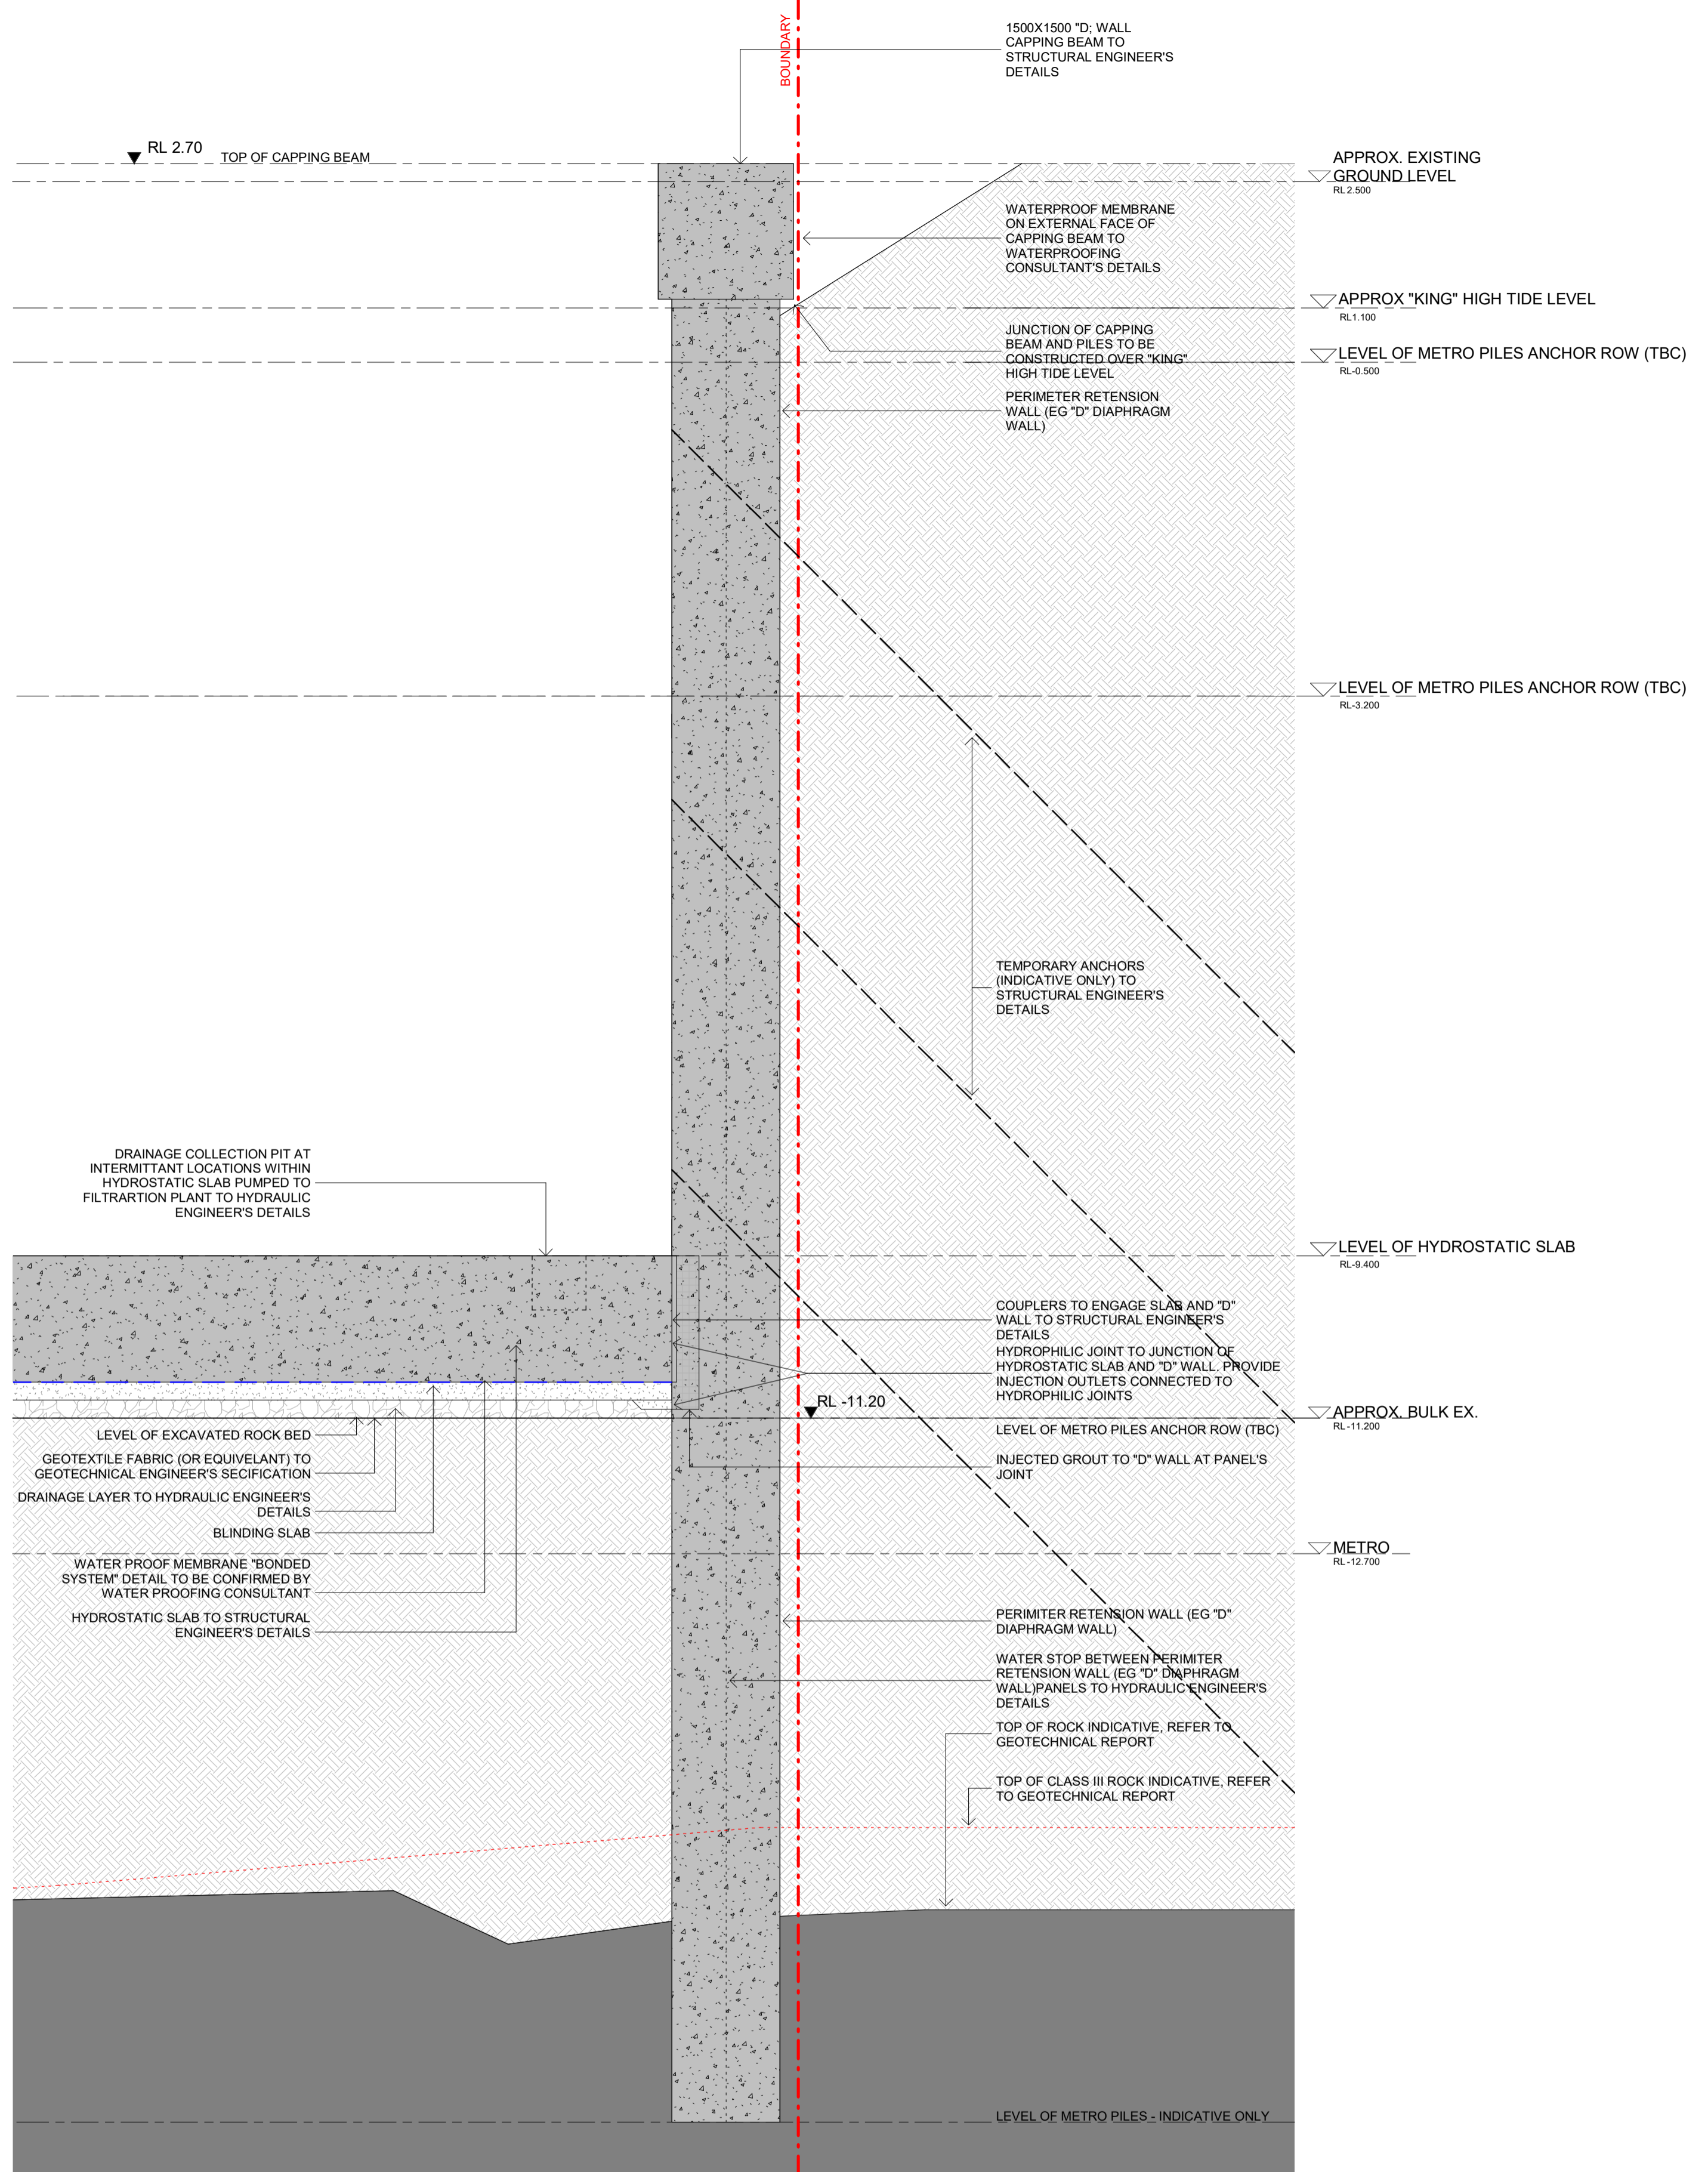 BOUNDARY
1500X1500 "D; WALL
CAPPING BEAM TO
STRUCTURAL ENGINEER'S
DETAILS
RL 2.70
TOP OF CAPPING BEAM
APPROX. EXISTING
GROUND LEVEL
RL 2.500
WATERPROOF MEMBRANE
ON EXTERNAL FACE OF
CAPPING BEAM TO
WATERPROOFING
CONSULTANT'S DETAILS
APPROX "KING" HIGH TIDE LEVEL
RL1.100
JUNCTION OF CAPPING
BEAM AND PILES TO BE
CONSTRUCTED OVER "KING"
HIGH TIDE LEVEL
LEVEL OF METRO PILES ANCHOR ROW (TBC)
RL-0.500
PERIMETER RETENSION
WALL (EG "D" DIAPHRAGM
WALL)
LEVEL OF METRO PILES ANCHOR ROW (TBC)
RL-3.200
TEMPORARY ANCHORS
(INDICATIVE ONLY) TO
STRUCTURAL ENGINEER'S
DETAILS
DRAINAGE COLLECTION PIT AT
INTERMITTANT LOCATIONS WITHIN
HYDROSTATIC SLAB PUMPED TO
FILTRARTION PLANT TO HYDRAULIC
ENGINEER'S DETAILS
LEVEL OF HYDROSTATIC SLAB
RL-9.400
COUPLERS TO ENGAGE SLAB AND "D"
WALL TO STRUCTURAL ENGINEER'S
DETAILS
HYDROPHILIC JOINT TO JUNCTION OF
HYDROSTATIC SLAB AND "D" WALL. PROVIDE
INJECTION OUTLETS CONNECTED TO
HYDROPHILIC JOINTS
RL -11.20
APPROX. BULK EX.
RL -11.200
LEVEL OF METRO PILES ANCHOR ROW (TBC)
INJECTED GROUT TO "D" WALL AT PANEL'S
JOINT
LEVEL OF EXCAVATED ROCK BED
GEOTEXTILE FABRIC (OR EQUIVELANT) TO
GEOTECHNICAL ENGINEER'S SECIFICATION
DRAINAGE LAYER TO HYDRAULIC ENGINEER'S
DETAILS
BLINDING SLAB
WATER PROOF MEMBRANE "BONDED
SYSTEM" DETAIL TO BE CONFIRMED BY
WATER PROOFING CONSULTANT
HYDROSTATIC SLAB TO STRUCTURAL
ENGINEER'S DETAILS
METRO
RL -12.700
PERIMITER RETENSION WALL (EG "D"
DIAPHRAGM WALL)
WATER STOP BETWEEN PERIMITER
RETENSION WALL (EG "D" DIAPHRAGM
WALL)PANELS TO HYDRAULIC ENGINEER'S
DETAILS
TOP OF ROCK INDICATIVE, REFER TO
GEOTECHNICAL REPORT
TOP OF CLASS III ROCK INDICATIVE, REFER
TO GEOTECHNICAL REPORT
LEVEL OF METRO PILES - INDICATIVE ONLY